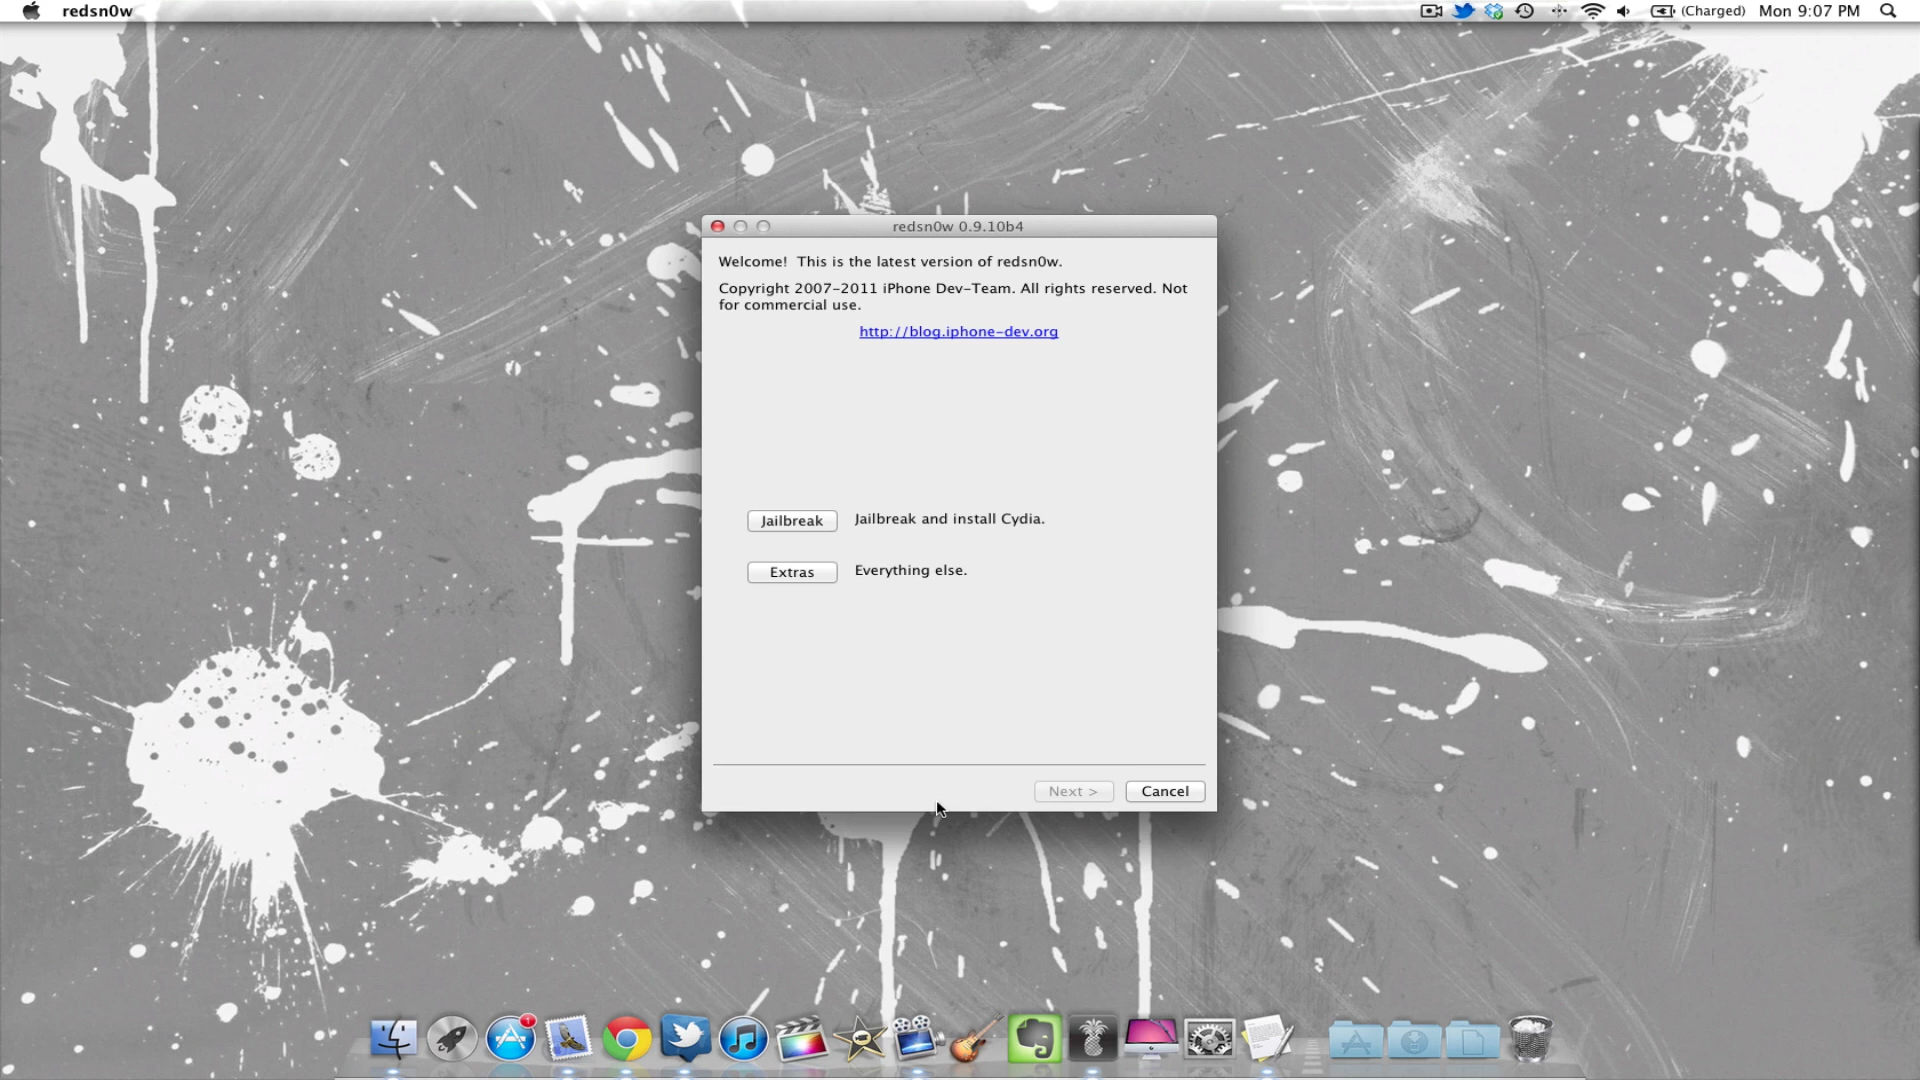 redsn0w
(Charged) Mon 9:07 PM
redsn0w 0.9.10b4
Welcome! This is the latest version of redsn0w.
Copyright 2007-2011 iPhone Dev-Team. All rights reserved. Not
for commercial use.
http://blog.iphone-dev.org
Jailbreak Jailbreak and install Cydia.
Extras Everything else.
Next > Cancel
1